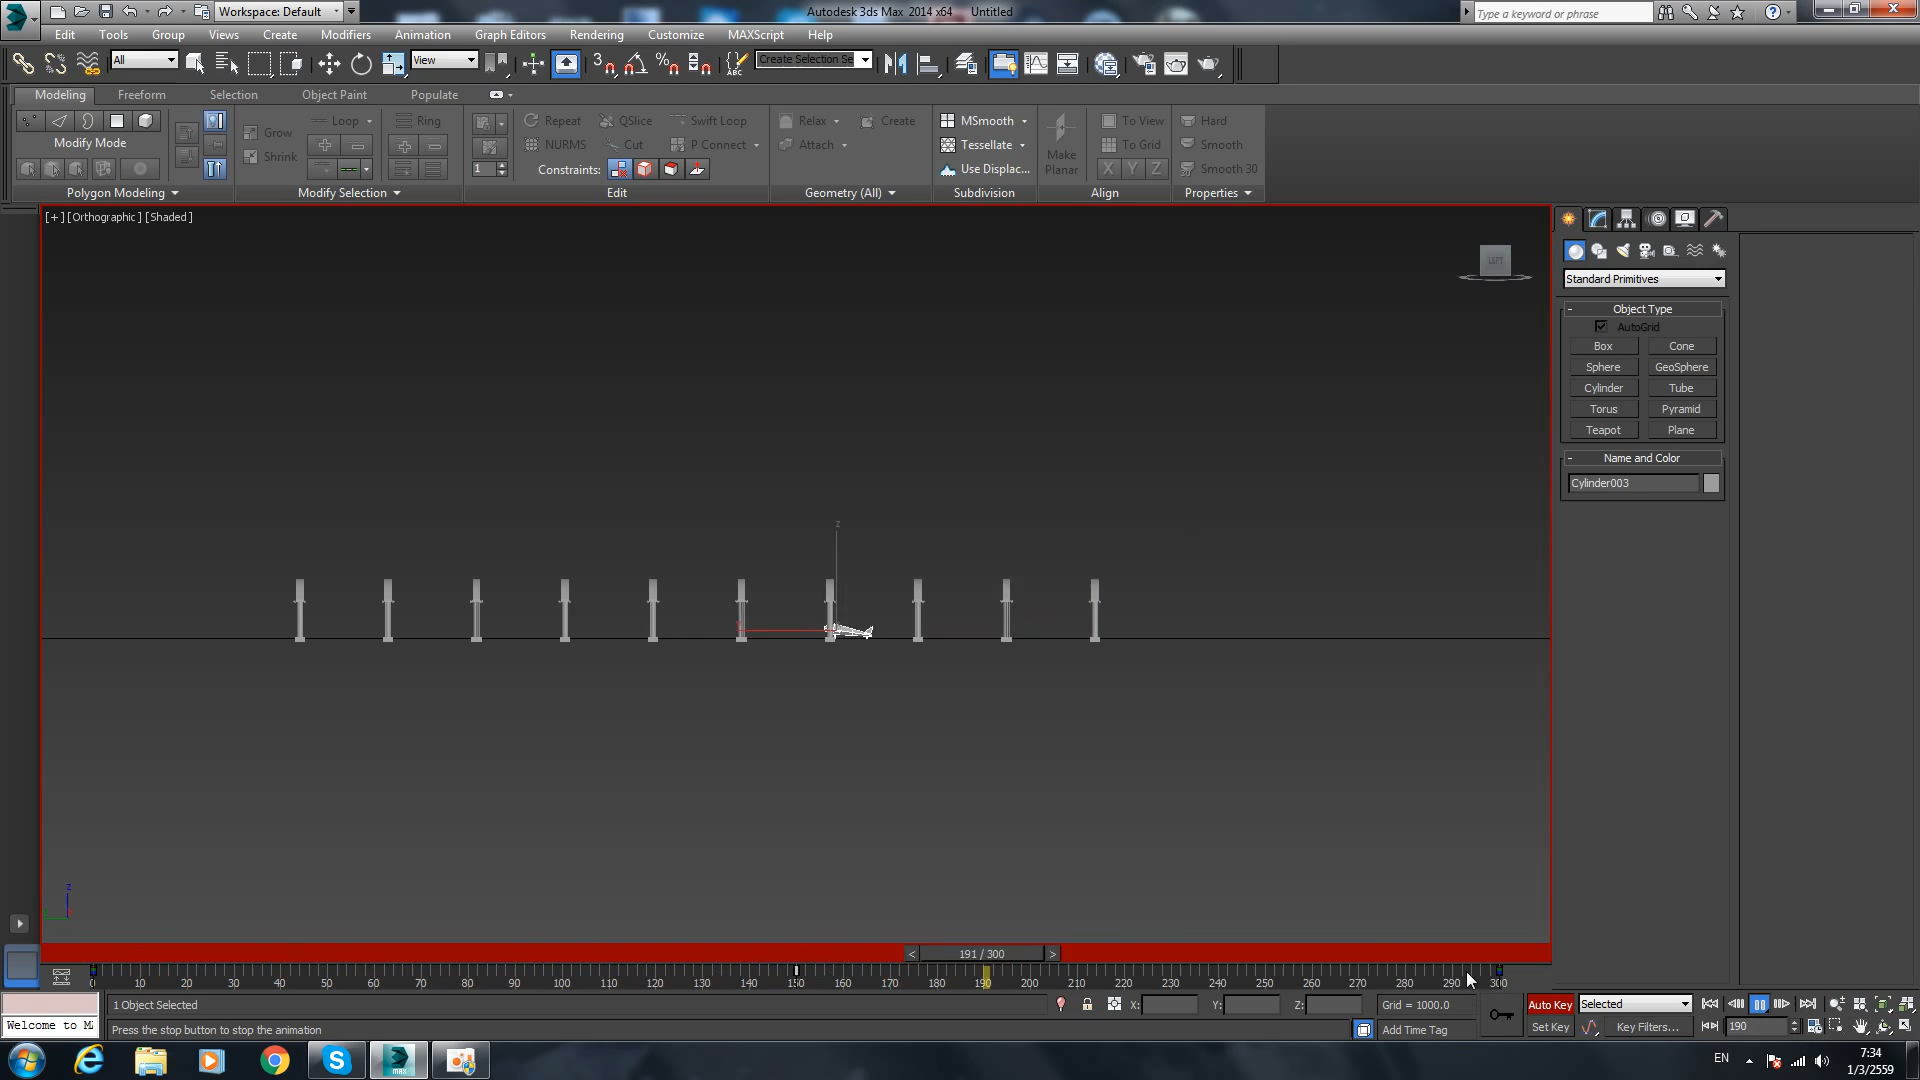 Workspace: Default
Autodesk 3ds Max 2014 x64 Untitled
Type a keyword or phrase
Edit Tools Group Views Create Modifiers Animation Graph Editors Rendering Customize MAXScript Help
All View Create Selection Se
Modeling Freeform Selection Object Paint Populate
Loop Ring Repeat QSlice Swift Loop Relax Create MSmooth To View Hard
Modify Mode Grow NURMS Cut P Connect Attach Tessellate Make Planar To Grid Smooth
Shrink 1 Constraints: Use Displac... X Y Z Smooth 30
Polygon Modeling Modify Selection Edit Geometry (All) Subdivision Align Properties
[+] [Orthographic] [Shaded]
LEFT
Standard Primitives
- Object Type
AutoGrid
Box Cone
Sphere GeoSphere
Cylinder Tube
Torus Pyramid
Teapot Plane
- Name and Color
Cylinder003
z
z
< 191 / 300 >
0 10 20 30 40 50 60 70 80 90 100 110 120 130 140 150 160 170 180 190 200 210 220 230 240 250 260 270 280 290 300
1 Object Selected X: Y: Z: Grid = 1000.0 Auto Key Selected
Welcome to M Press the stop button to stop the animation Add Time Tag Set Key Key Filters... 190
EN 7:34
1/3/2559